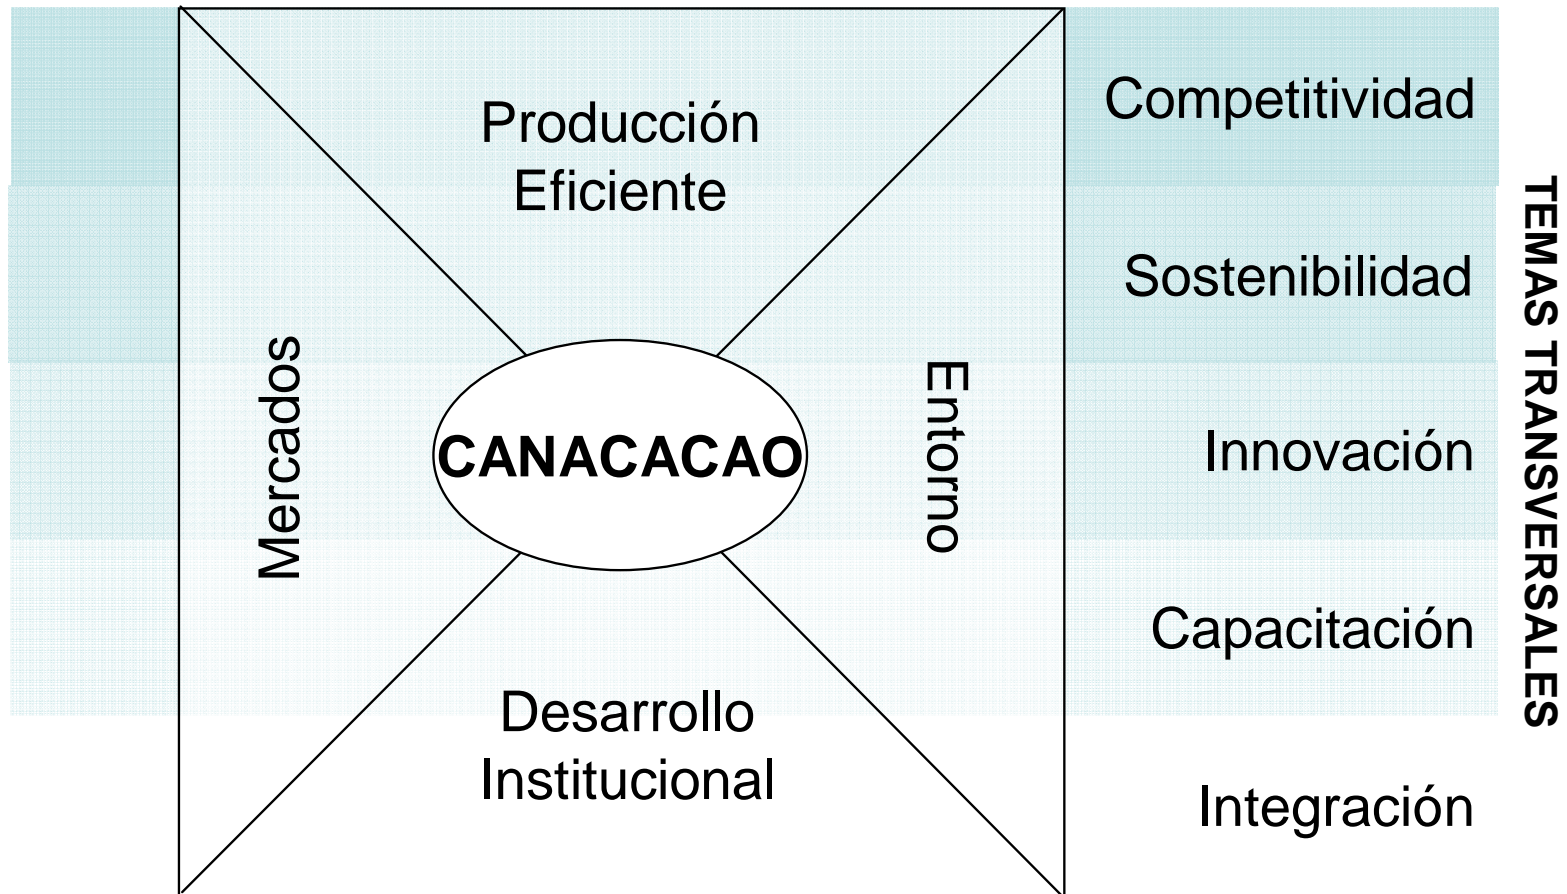 Producción
Eficiente
Mercados
CANACACAO
Entorno
Desarrollo
Institucional
Competitividad
Sostenibilidad
Innovación
Capacitación
Integración
TEMAS TRANSVERSALES